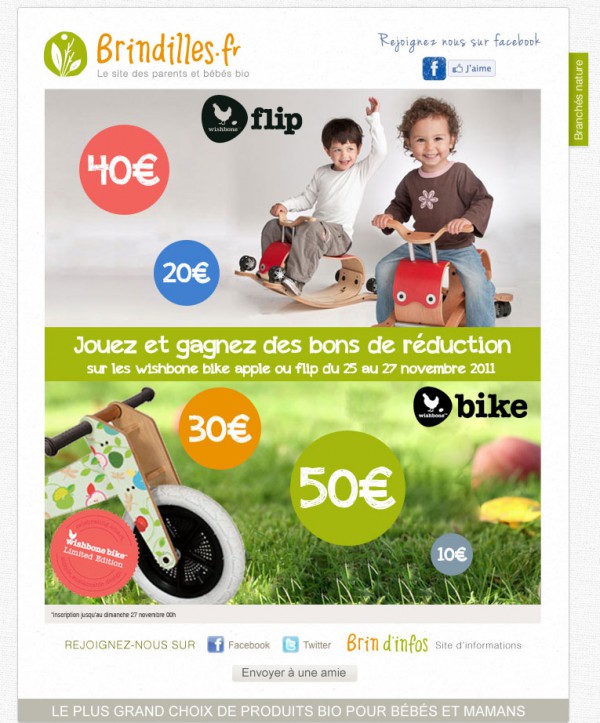 Brindilles.fr
Le site des parents et bébés bio
Rejoignez nous sur facebook
f J'aime
Branchés nature
wishbone flip
40€
20€
Jouez et gagnez des bons de réduction
sur les wishbone bike apple ou flip du 25 au 27 novembre 2011
wishbone bike
30€
50€
10€
wishbone bike
Limited Edition
*Inscription jusqu'au dimanche 27 novembre 00h
REJOIGNEZ-NOUS SUR f Facebook Twitter Brin d'infos Site d'informations
Envoyer à une amie
LE PLUS GRAND CHOIX DE PRODUITS BIO POUR BÉBÉS ET MAMANS